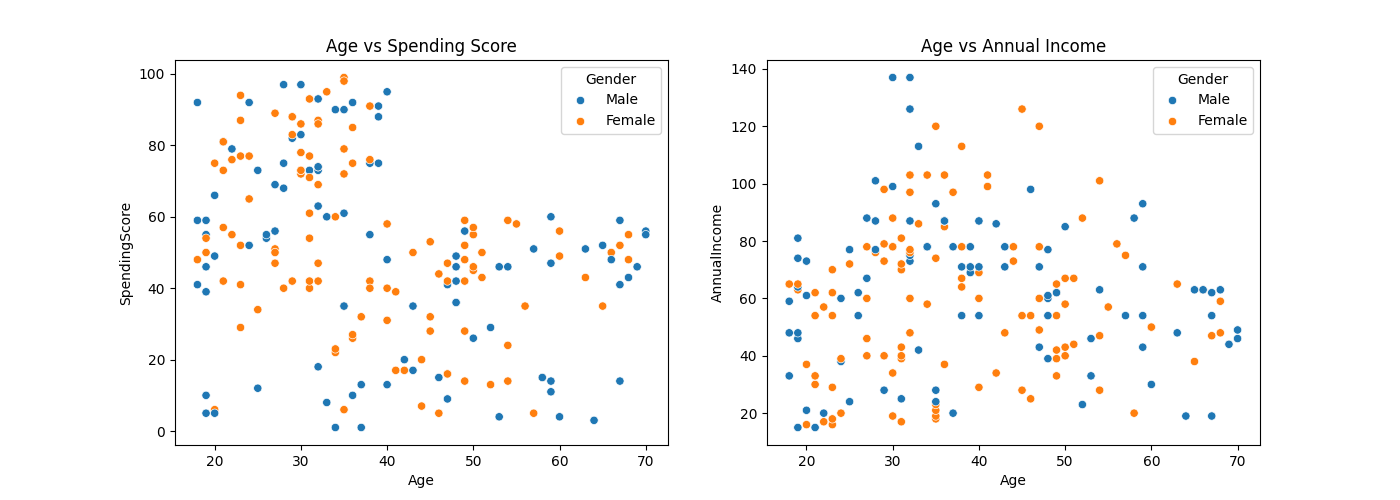 Age vs Spending Score
SpendingScore
100
80
60
40
20
0
Gender
Male
Female
20 30 40 50 60 70
Age
Age vs Annual Income
AnnualIncome
140
120
100
80
60
40
20
Gender
Male
Female
20 30 40 50 60 70
Age